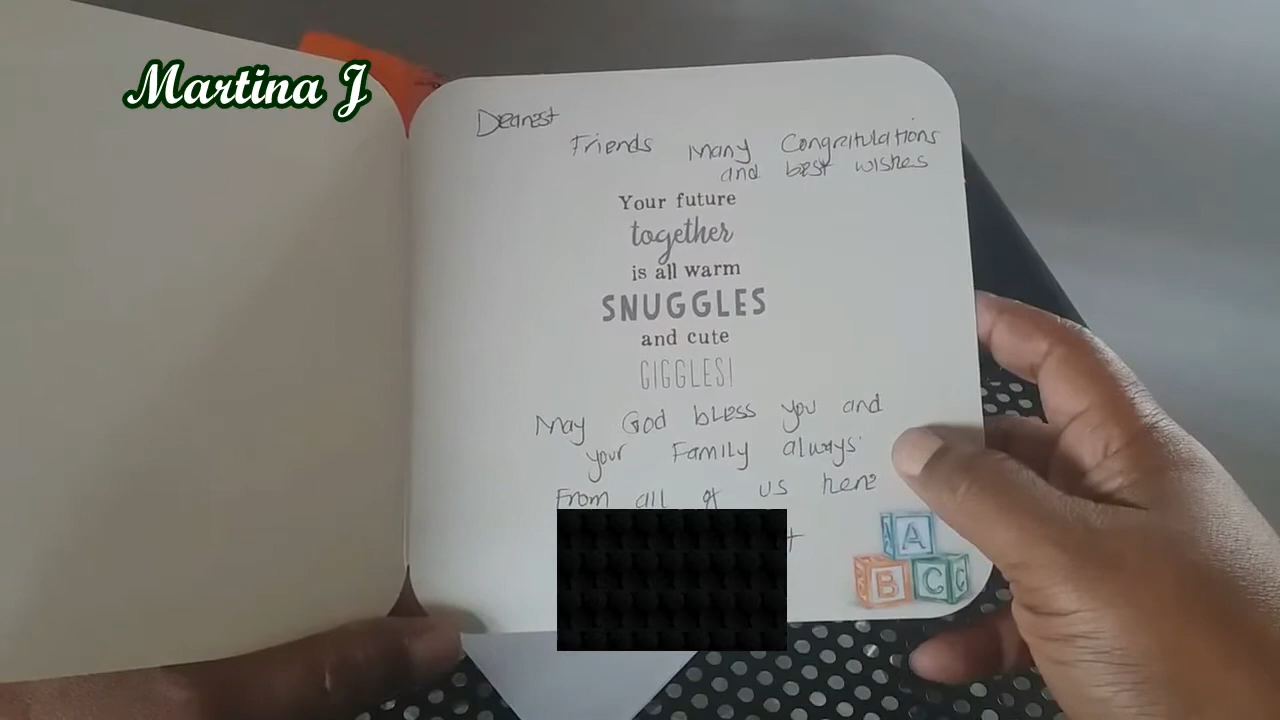 Martina J
Dearest
Friends Many Congritulations
and best wishes
Your future
together
is all warm
SNUGGLES
and cute
GIGGLES!
May God bless you and
your Family always
From all of us here
A
B C